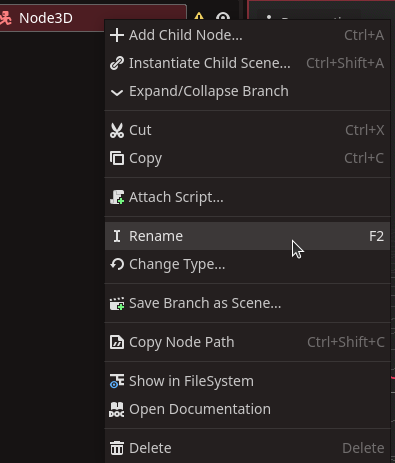 Node3D
Add Child Node... Ctrl+A
Instantiate Child Scene... Ctrl+Shift+A
Expand/Collapse Branch
Cut Ctrl+X
Copy Ctrl+C
Attach Script...
Rename F2
Change Type...
Save Branch as Scene...
Copy Node Path Ctrl+Shift+C
Show in FileSystem
Open Documentation
Delete Delete